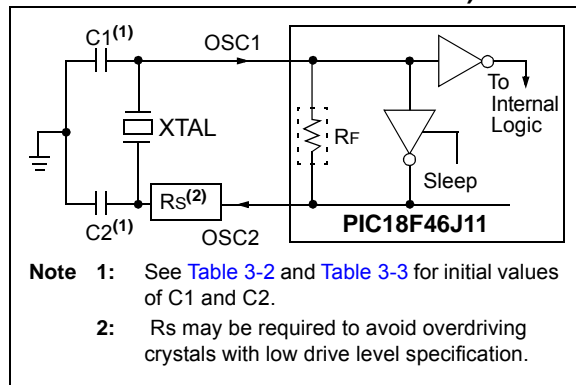 C1(1)
OSC1
To
Internal
Logic
XTAL
RF
Sleep
RS(2)
C2(1)
OSC2
PIC18F46J11
Note 1: See Table 3-2 and Table 3-3 for initial values
of C1 and C2.
2: Rs may be required to avoid overdriving
crystals with low drive level specification.